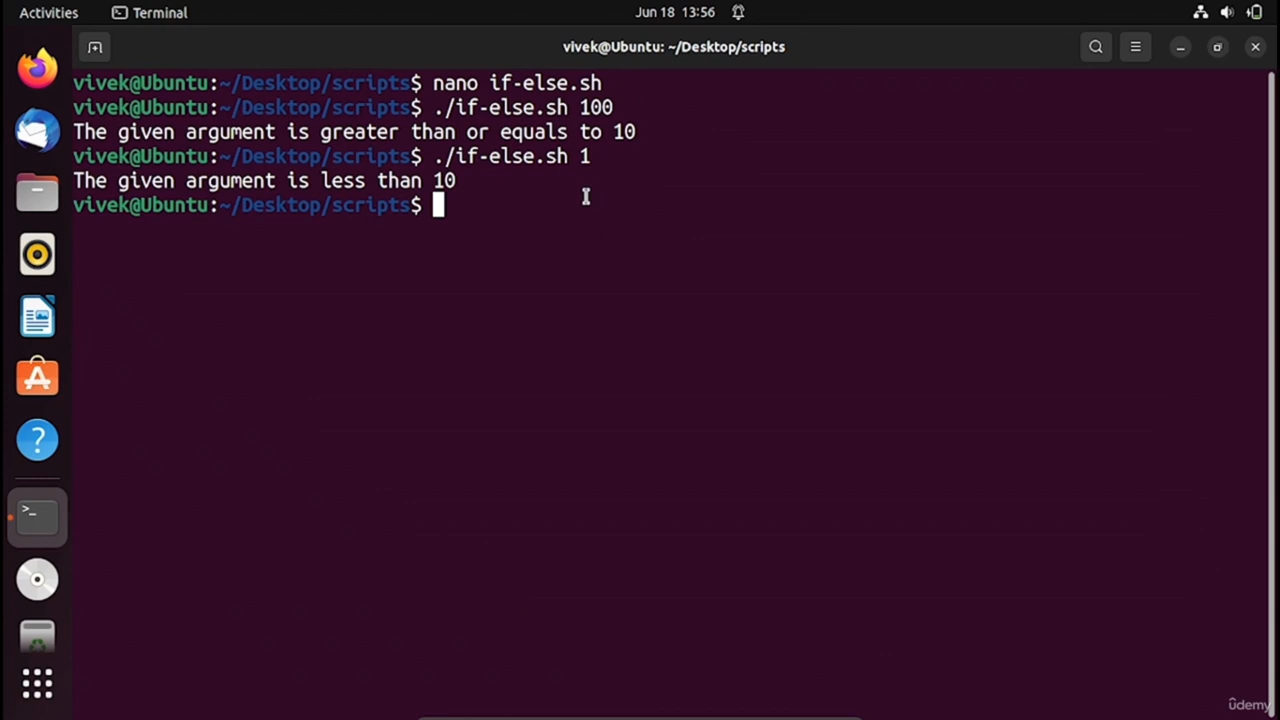 Activities Terminal Jun 18 13:56
vivek@Ubuntu: ~/Desktop/scripts
vivek@Ubuntu:~/Desktop/scripts$ nano if-else.sh
vivek@Ubuntu:~/Desktop/scripts$ ./if-else.sh 100
The given argument is greater than or equals to 10
vivek@Ubuntu:~/Desktop/scripts$ ./if-else.sh 1
The given argument is less than 10
vivek@Ubuntu:~/Desktop/scripts$
udemy